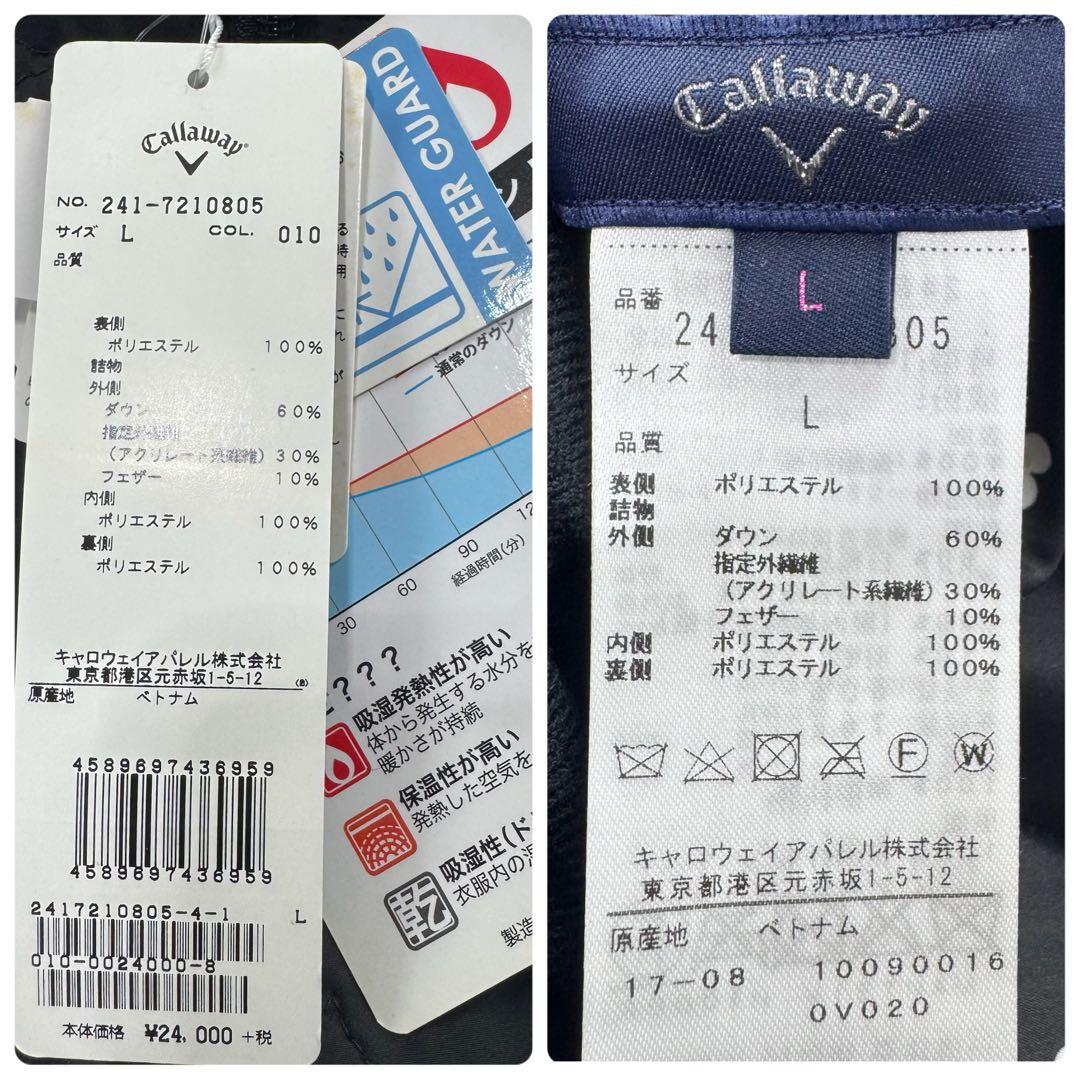 Callaway
NO. 241-7210805
サイズ L COL. 010
品質
表側
ポリエステル 100%
詰物
外側
ダウン 60%
指定外繊維
(アクリレート系繊維) 30%
フェザー 10%
内側
ポリエステル 100%
裏側
ポリエステル 100%
キャロウェイアパレル株式会社
東京都港区元赤坂1-5-12
原産地 ベトナム
4589697436959
4589697436959
2417210805-4-1 L
010-0024000-8
本体価格 ¥24,000 +税
WATER GUARD
通常のダウン
30 60 90 12
経過時間(分)
???
吸湿発熱性が高い
体から発生する水分を
暖かさが持続
保温性が高い
発熱した空気を
吸湿性(ド
衣服内の湿
乾
製造
Callaway
L
品番
24 805
サイズ
L
品質
表側 ポリエステル 100%
詰物
外側 ダウン 60%
指定外繊維
(アクリレート系繊維) 30%
フェザー 10%
内側 ポリエステル 100%
裏側 ポリエステル 100%
F W
キャロウェイアパレル株式会社
東京都港区元赤坂1-5-12
原産地 ベトナム
17-08 10090016
0V020